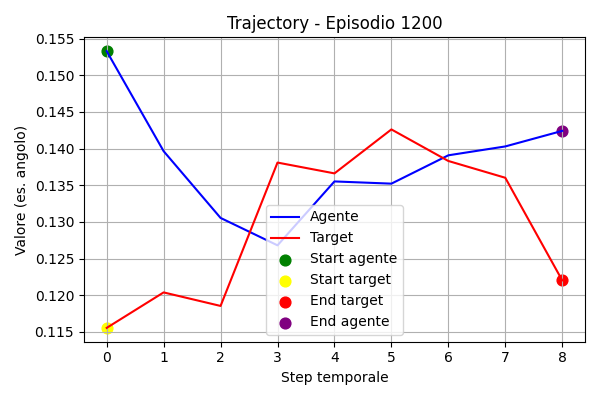 Trajectory - Episodio 1200
Valore (es. angolo)
0.155
0.150
0.145
0.140
0.135
0.130
0.125
0.120
0.115
Agente
Target
Start agente
Start target
End target
End agente
0 1 2 3 4 5 6 7 8
Step temporale